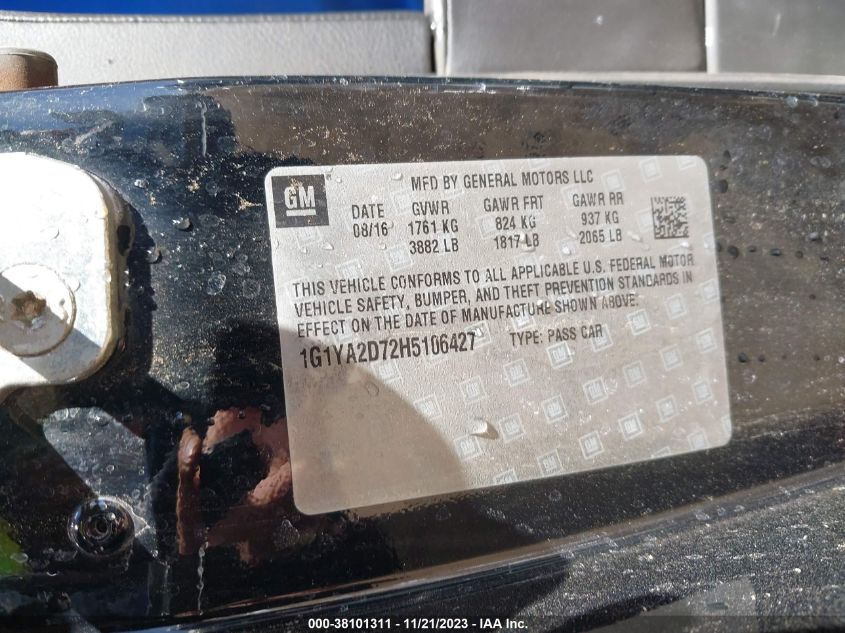 GM
MFD BY GENERAL MOTORS LLC
DATE GVWR GAWR FRT GAWR RR
08/16 1761 KG 824 KG 937 KG
3882 LB 1817 LB 2065 LB
THIS VEHICLE CONFORMS TO ALL APPLICABLE U.S. FEDERAL MOTOR
VEHICLE SAFETY, BUMPER, AND THEFT PREVENTION STANDARDS IN
EFFECT ON THE DATE OF MANUFACTURE SHOWN ABOVE.
1G1YA2D72H5106427 TYPE: PASS CAR
000-38101311 - 11/21/2023 - IAA Inc.